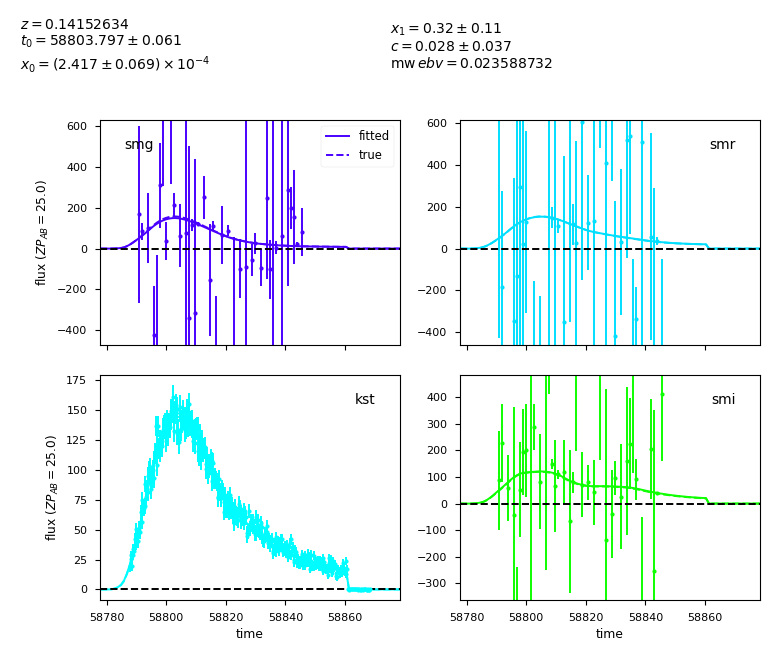 z = 0.14152634
t₀ = 58803.797 ± 0.061
x₀ = (2.417 ± 0.069) × 10⁻⁴
x₁ = 0.32 ± 0.11
c = 0.028 ± 0.037
mw ebv = 0.023588732
smg
fitted
true
600
400
200
0
−200
−400
flux (ZP_AB = 25.0)
smr
600
400
200
0
−200
−400
kst
175
150
125
100
75
50
25
0
flux (ZP_AB = 25.0)
58780 58800 58820 58840 58860
time
smi
400
300
200
100
0
−100
−200
−300
58780 58800 58820 58840 58860
time